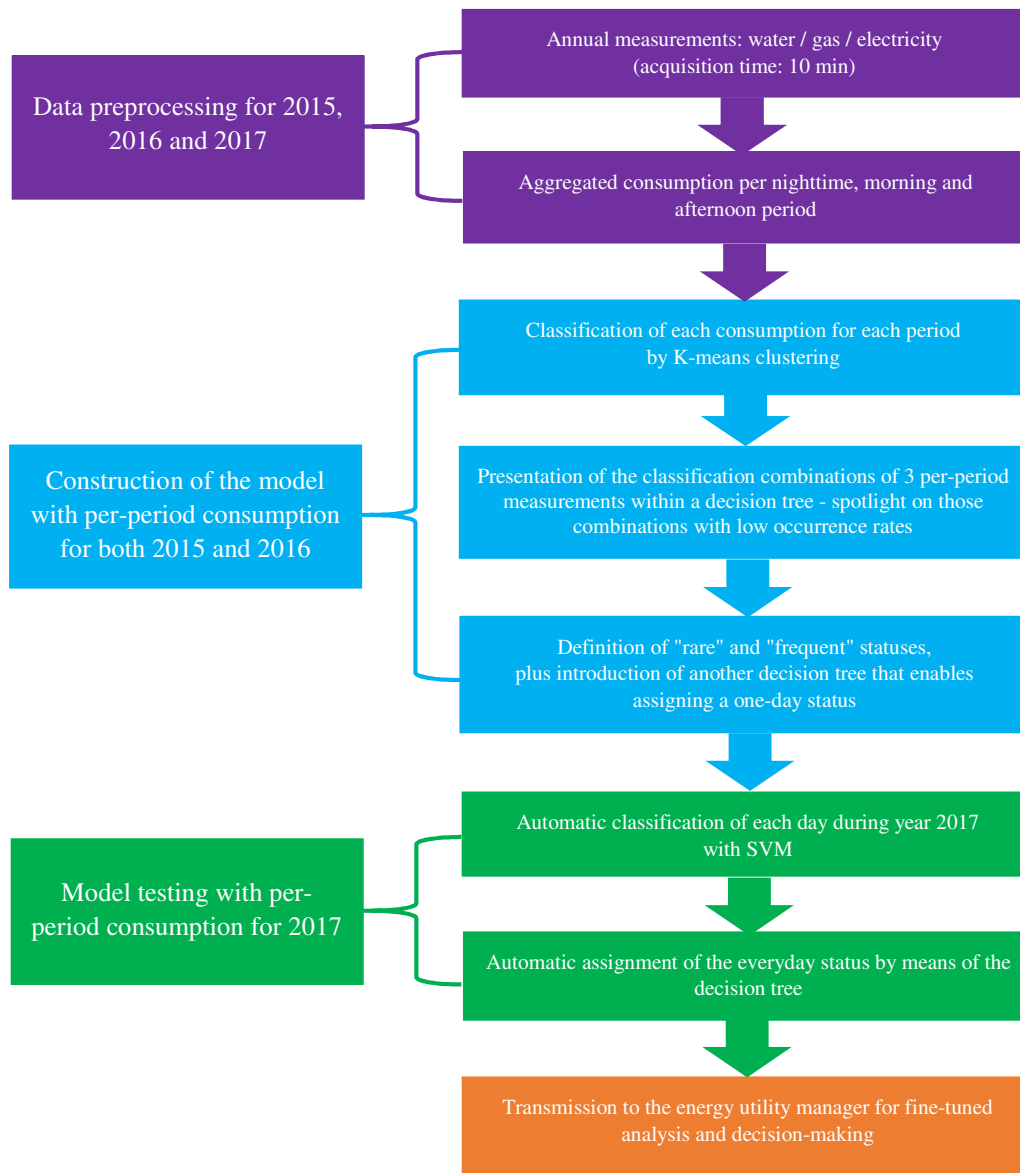 Annual measurements: water / gas / electricity
(acquisition time: 10 min)
Data preprocessing for 2015,
2016 and 2017
Aggregated consumption per nighttime, morning and
afternoon period
Classification of each consumption for each period
by K-means clustering
Construction of the model
with per-period consumption
for both 2015 and 2016
Presentation of the classification combinations of 3 per-period
measurements within a decision tree - spotlight on those
combinations with low occurrence rates
Definition of "rare" and "frequent" statuses,
plus introduction of another decision tree that enables
assigning a one-day status
Automatic classification of each day during year 2017
with SVM
Model testing with per-
period consumption for 2017
Automatic assignment of the everyday status by means of the
decision tree
Transmission to the energy utility manager for fine-tuned
analysis and decision-making